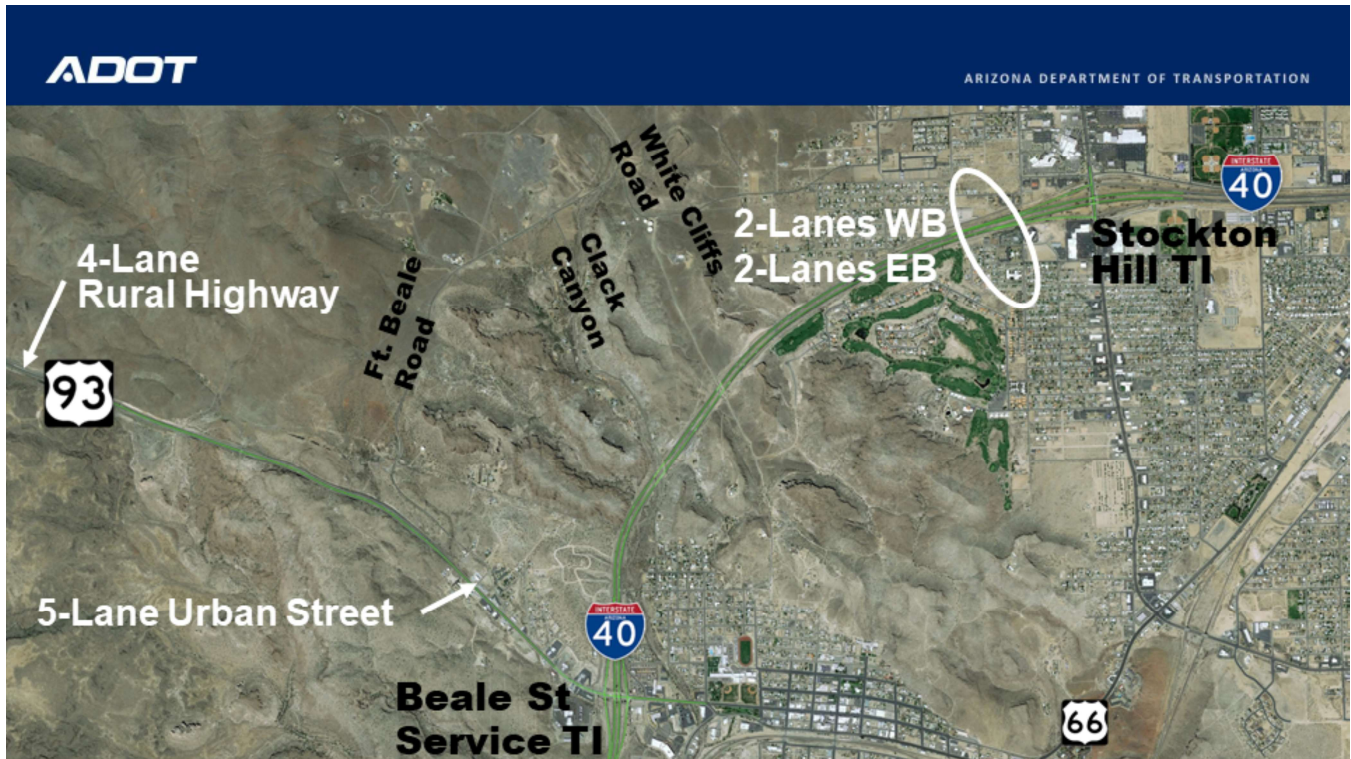 ADOT
ARIZONA DEPARTMENT OF TRANSPORTATION
White Cliffs
Road
INTERSTATE
ARIZONA
40
2-Lanes WB
2-Lanes EB
Stockton
Hill TI
Clack
Canyon
4-Lane
Rural Highway
Ft. Beale
Road
93
5-Lane Urban Street
INTERSTATE
ARIZONA
40
Beale St
Service TI
66